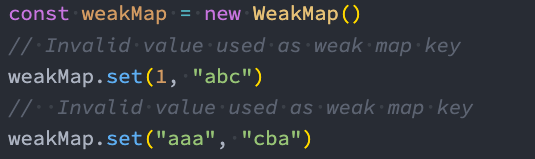 const weakMap = new WeakMap()
// Invalid value used as weak map key
weakMap.set(1, "abc")
//  Invalid value used as weak map key
weakMap.set("aaa", "cba")